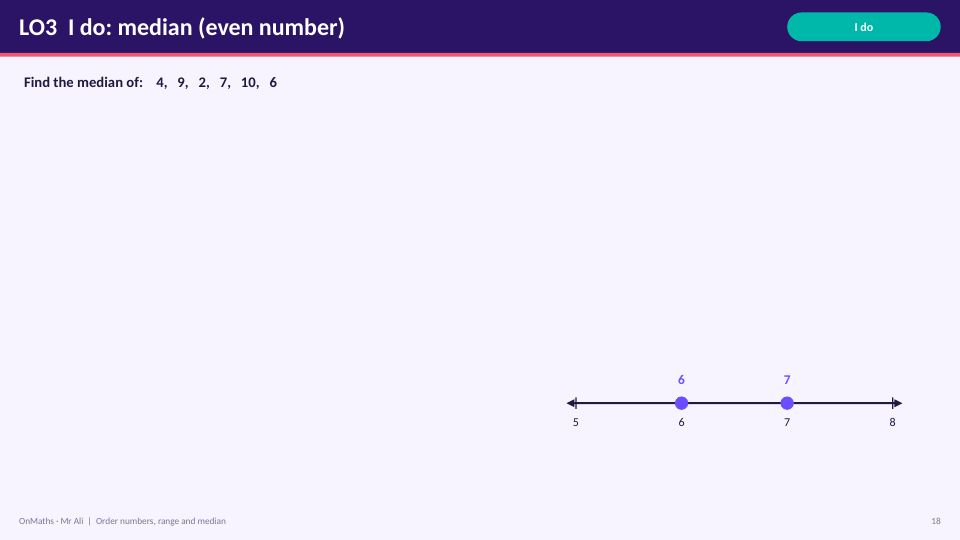 LO3 I do: median (even number)
I do
Find the median of: 4, 9, 2, 7, 10, 6
6 7
5 6 7 8
OnMaths - Mr Ali | Order numbers, range and median
18